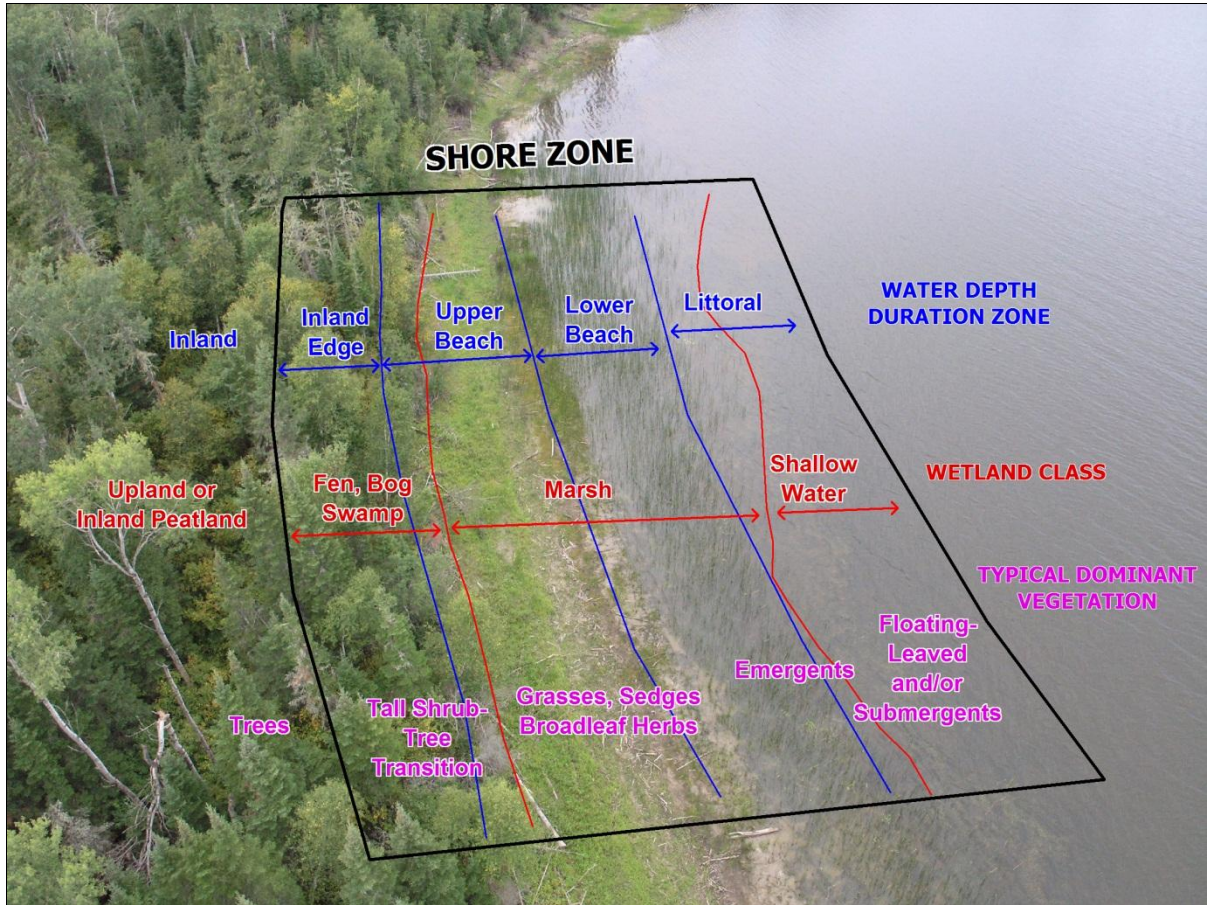 SHORE ZONE
WATER DEPTH
DURATION ZONE
Inland
Inland
Edge
Upper
Beach
Lower
Beach
Littoral
WETLAND CLASS
Upland or
Inland Peatland
Fen, Bog
Swamp
Marsh
Shallow
Water
TYPICAL DOMINANT
VEGETATION
Trees
Tall Shrub-
Tree
Transition
Grasses, Sedges
Broadleaf Herbs
Emergents
Floating-
Leaved
and/or
Submergents